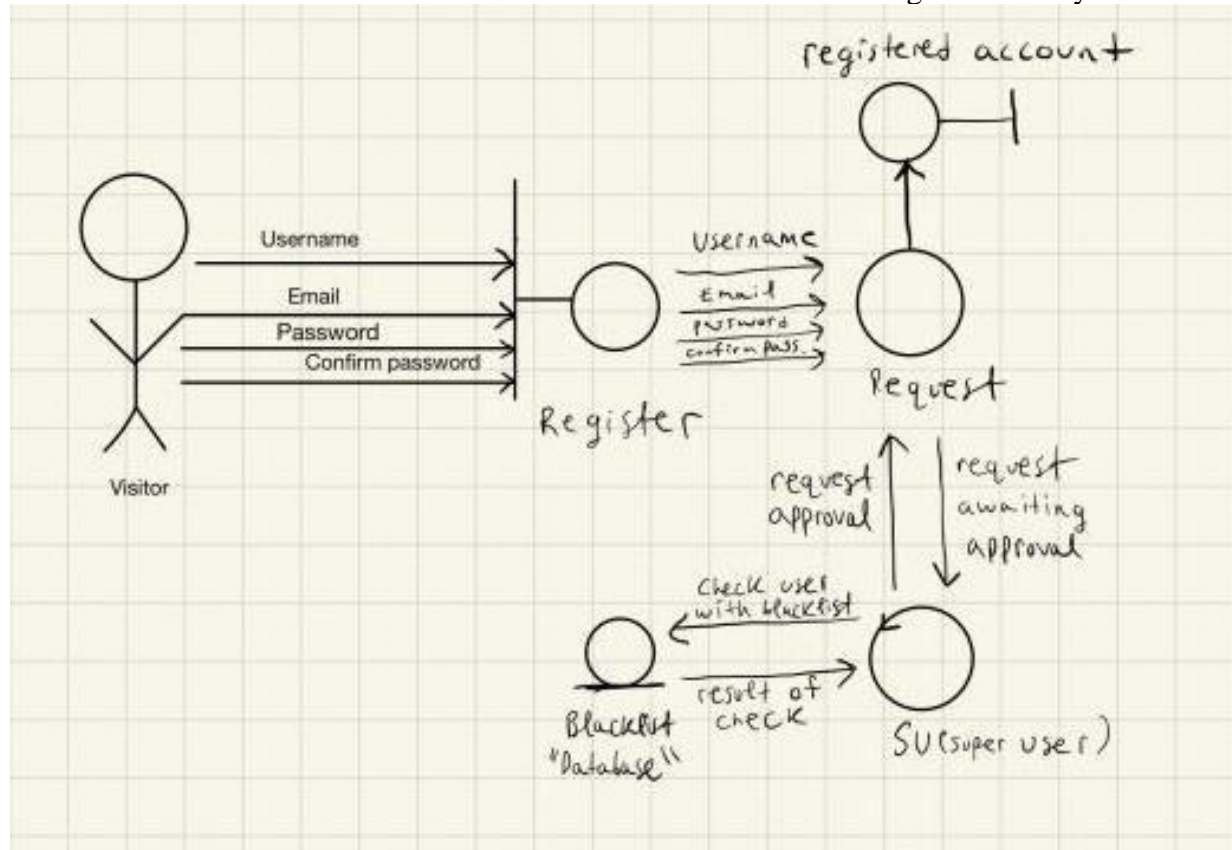 registered account
Username
Email
Password
Confirm password
Visitor
Register
Username
Email
password
confirm pass.
Request
request
approval
request
awaiting
approval
check user
with blacklist
result of
check
Blacklist
"Database"
SU(super user)